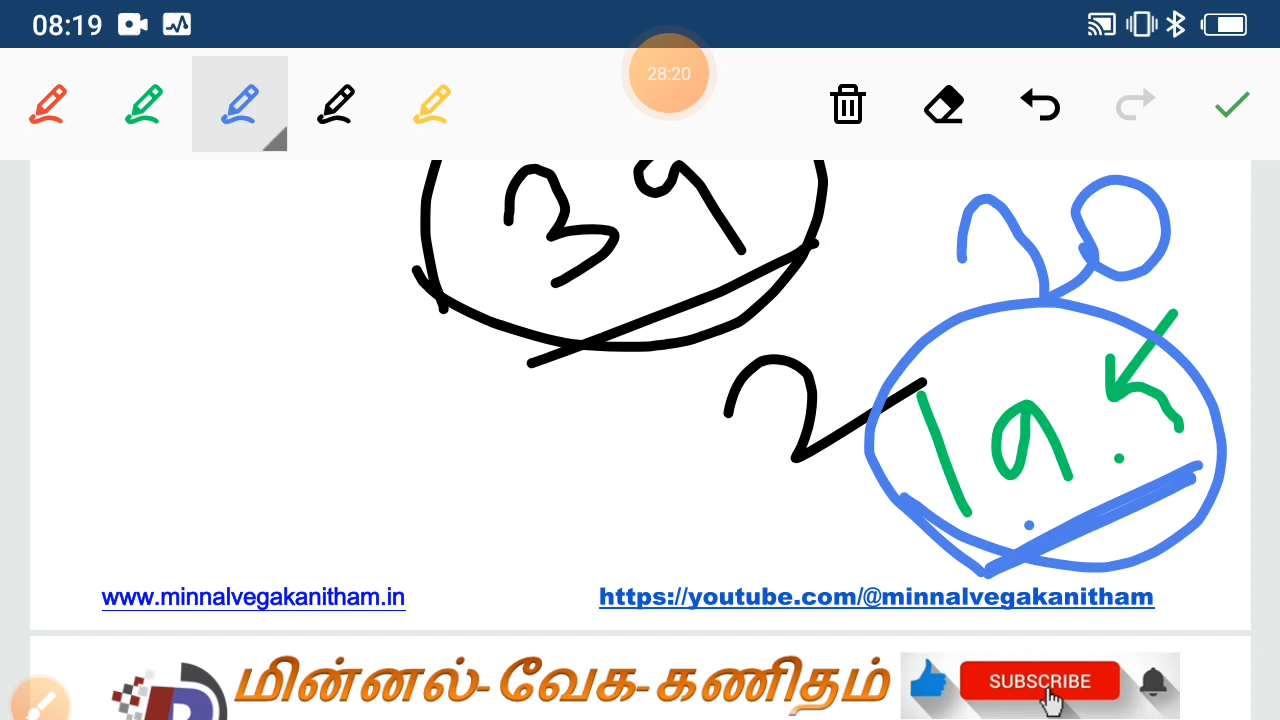 08:19
28:20
39
20
2
19.5
www.minnalvegakanitham.in
https://youtube.com/@minnalvegakanitham
மின்னல்-வேக-கணிதம்
SUBSCRIBE